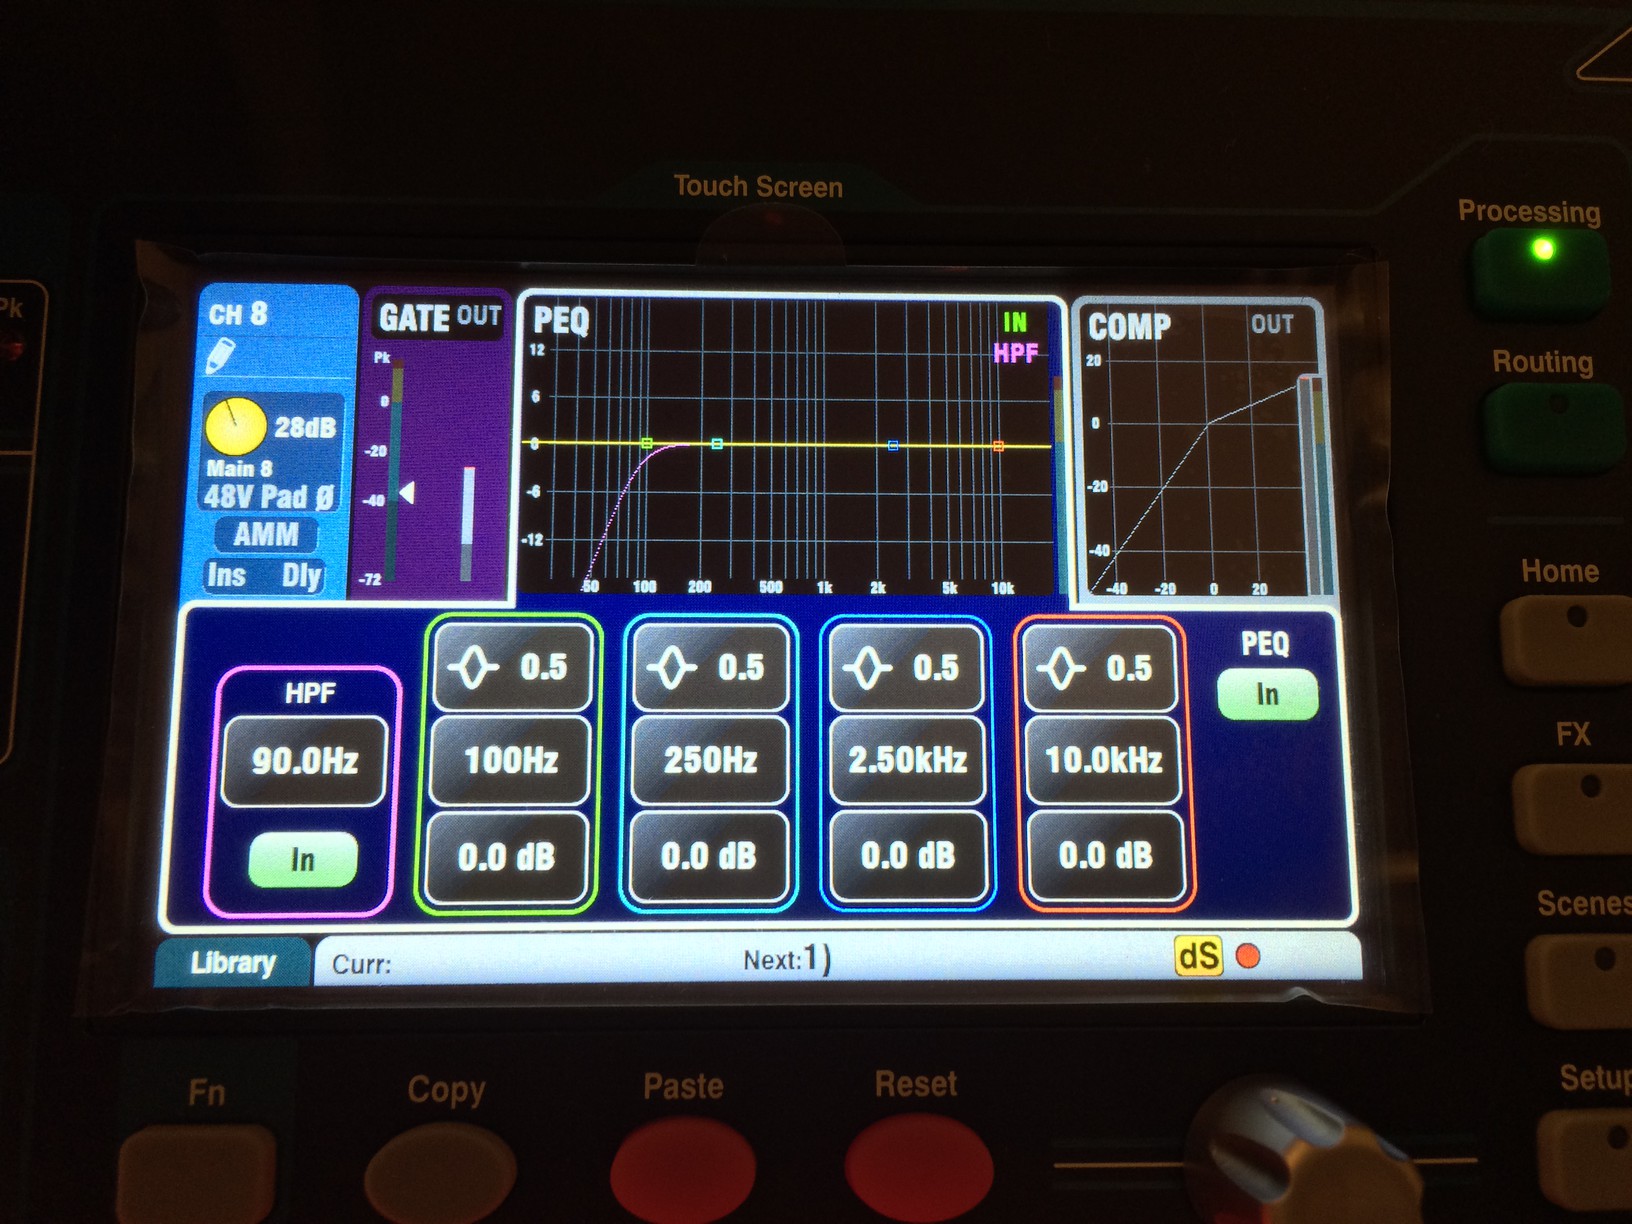 Touch Screen
Processing
Pk
Routing
CH 8
28dB
Main 8
48V Pad Ø
AMM
Ins Dly
GATE OUT
Pk
0
-20
-40
-72
PEQ
IN
HPF
12
6
0
-6
-12
50 100 200 500 1k 2k 5k 10k
COMP OUT
20
0
-20
-40
-40 -20 0 20
Home
HPF
90.0Hz
In
0.5
100Hz
0.0 dB
0.5
250Hz
0.0 dB
0.5
2.50kHz
0.0 dB
0.5
10.0kHz
0.0 dB
PEQ
In
FX
Scenes
Library
Curr:
Next:1)
dS
Setup
Fn
Copy
Paste
Reset